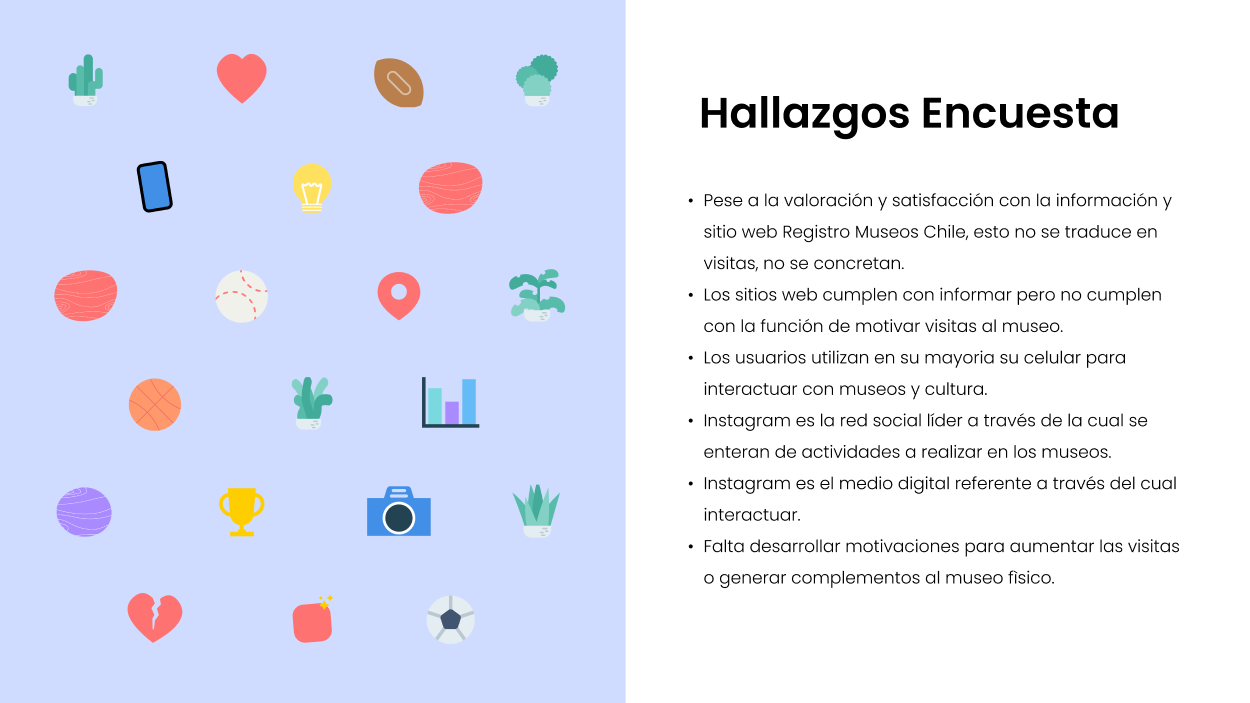 Hallazgos Encuesta
• Pese a la valoración y satisfacción con la información y
sitio web Registro Museos Chile, esto no se traduce en
visitas, no se concretan.
• Los sitios web cumplen con informar pero no cumplen
con la función de motivar visitas al museo.
• Los usuarios utilizan en su mayoria su celular para
interactuar con museos y cultura.
• Instagram es la red social líder a través de la cual se
enteran de actividades a realizar en los museos.
• Instagram es el medio digital referente a través del cual
interactuar.
• Falta desarrollar motivaciones para aumentar las visitas
o generar complementos al museo fìsico.